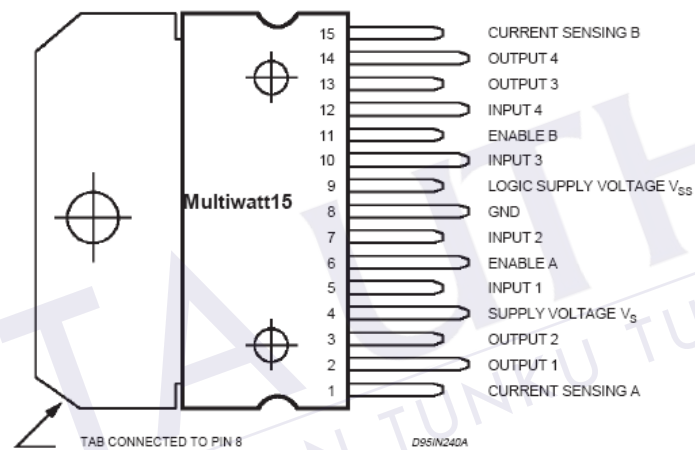 15 CURRENT SENSING B
14 OUTPUT 4
13 OUTPUT 3
12 INPUT 4
11 ENABLE B
10 INPUT 3
9 LOGIC SUPPLY VOLTAGE VSS
Multiwatt15
8 GND
7 INPUT 2
6 ENABLE A
5 INPUT 1
4 SUPPLY VOLTAGE VS
3 OUTPUT 2
2 OUTPUT 1
1 CURRENT SENSING A
TAB CONNECTED TO PIN 8
D95IN240A